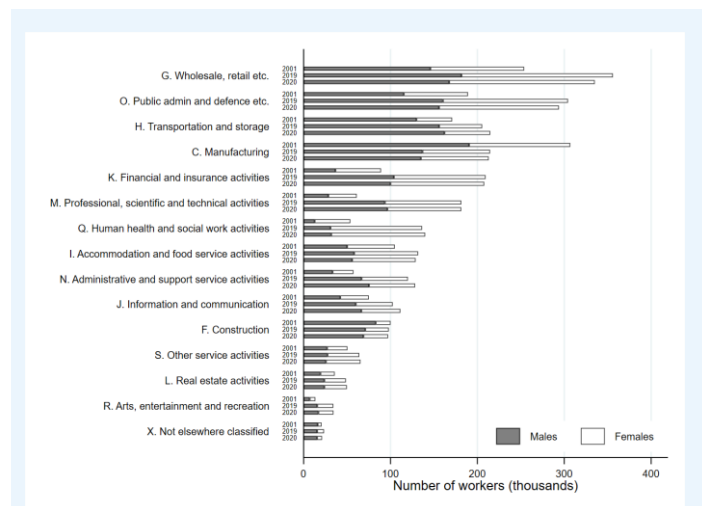 G. Wholesale, retail etc.
2001
2019
2020
O. Public admin and defence etc.
2001
2019
2020
H. Transportation and storage
2001
2019
2020
C. Manufacturing
2001
2019
2020
K. Financial and insurance activities
2001
2019
2020
M. Professional, scientific and technical activities
2001
2019
2020
Q. Human health and social work activities
2001
2019
2020
I. Accommodation and food service activities
2001
2019
2020
N. Administrative and support service activities
2001
2019
2020
J. Information and communication
2001
2019
2020
F. Construction
2001
2019
2020
S. Other service activities
2001
2019
2020
L. Real estate activities
2001
2019
2020
R. Arts, entertainment and recreation
2001
2019
2020
X. Not elsewhere classified
2001
2019
2020
Males Females
0 100 200 300 400
Number of workers (thousands)